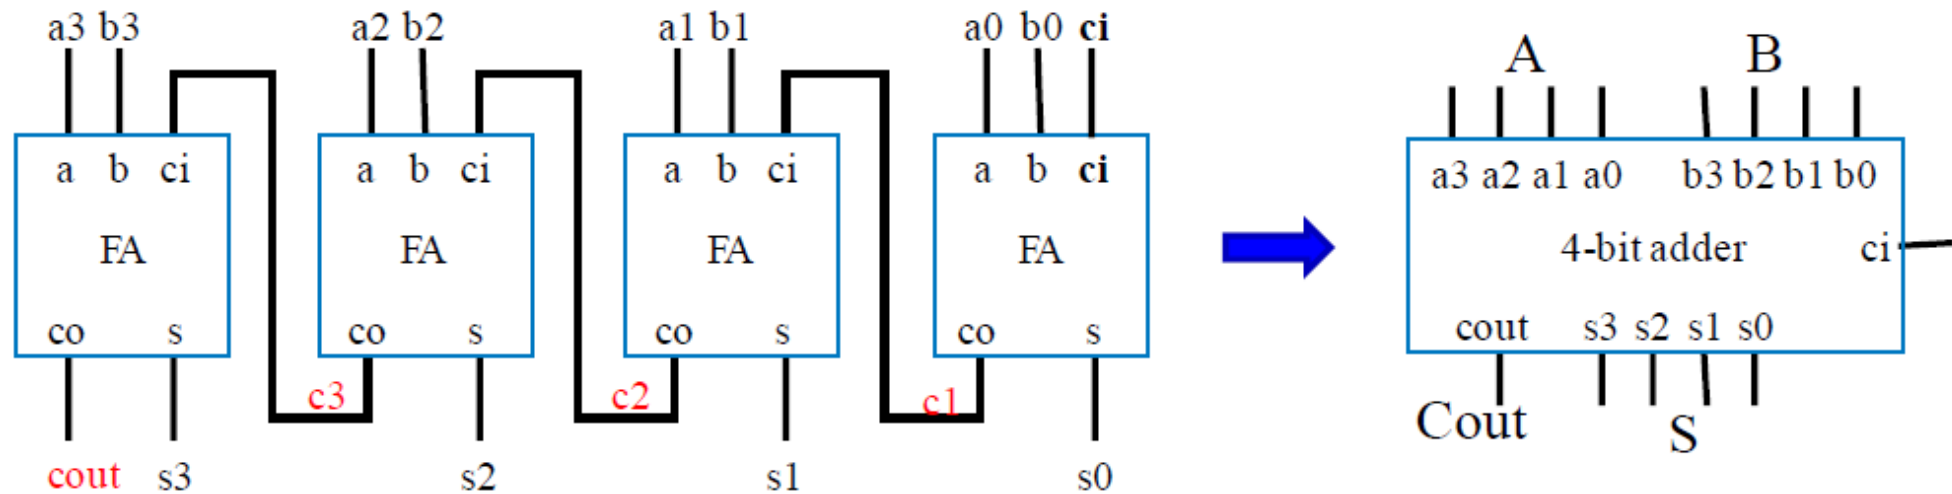 a3 b3 a2 b2 a1 b1 a0 b0 ci
A B
a b ci a b ci a b ci a b ci
a3 a2 a1 a0 b3 b2 b1 b0
FA FA FA FA
4-bit adder ci
co s co s co s co s
cout s3 s2 s1 s0
c3 c2 c1
Cout S
cout s3 s2 s1 s0